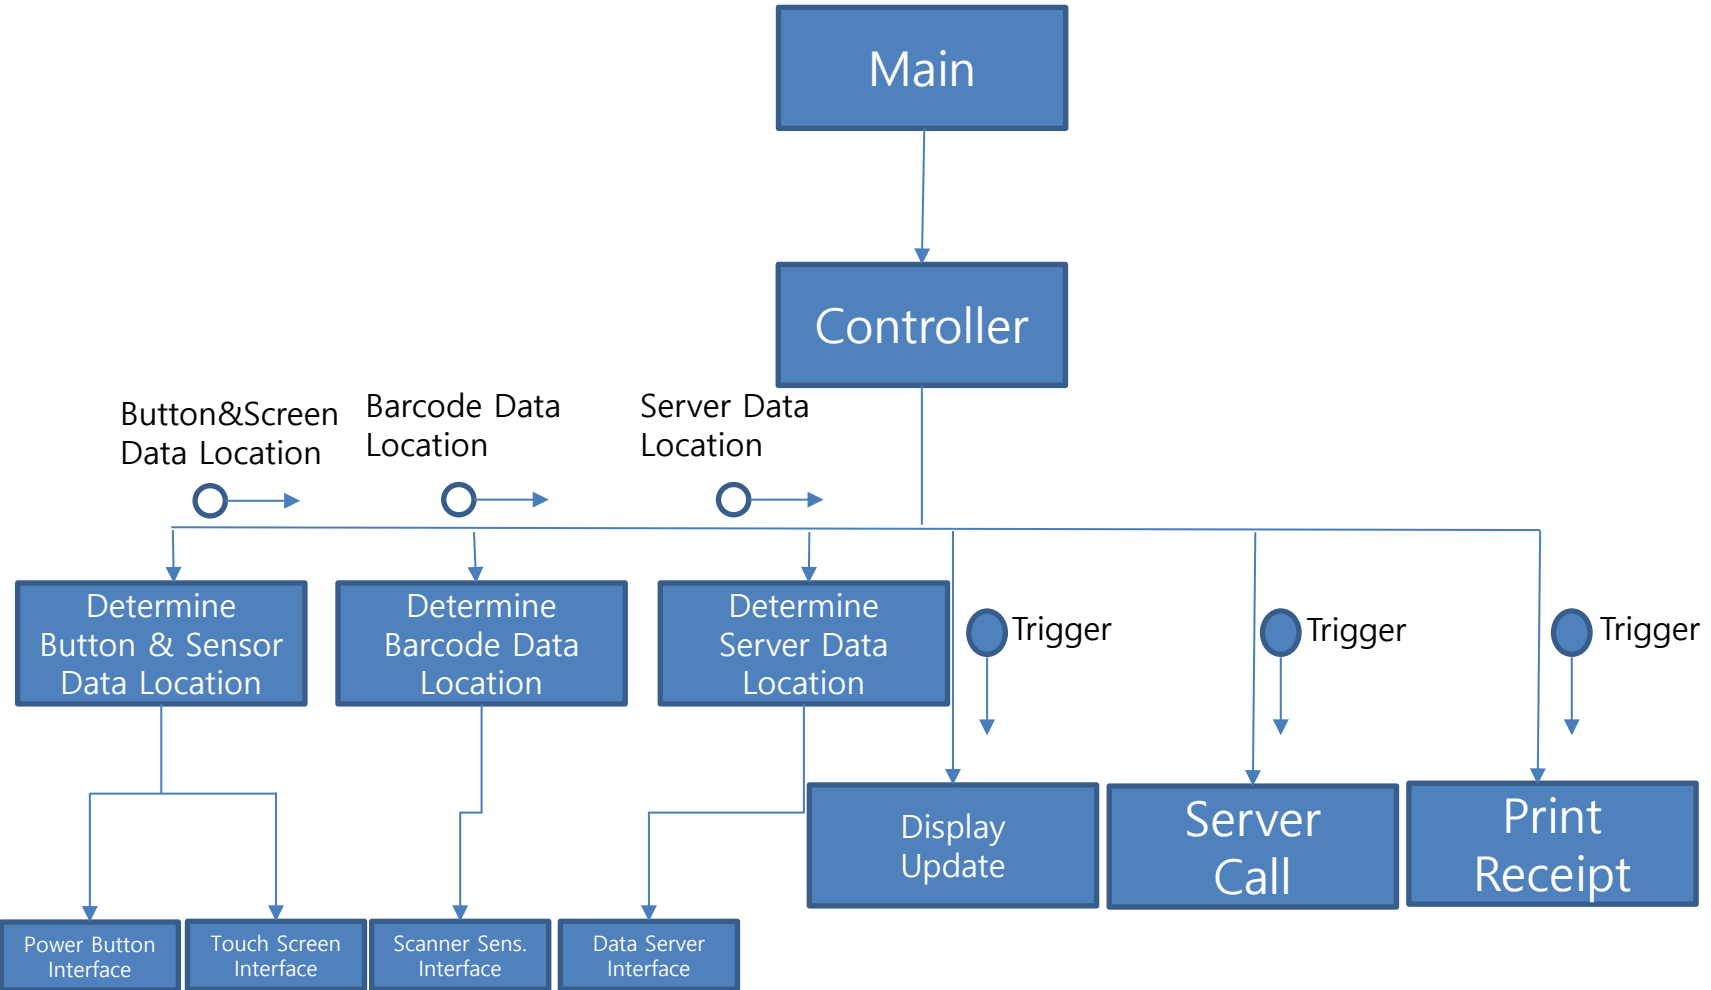 Main
Controller
Button&Screen
Data Location
Barcode Data
Location
Server Data
Location
Determine
Button & Sensor
Data Location
Determine
Barcode Data
Location
Determine
Server Data
Location
Trigger
Trigger
Trigger
Display
Update
Server
Call
Print
Receipt
Power Button
Interface
Touch Screen
Interface
Scanner Sens.
Interface
Data Server
Interface